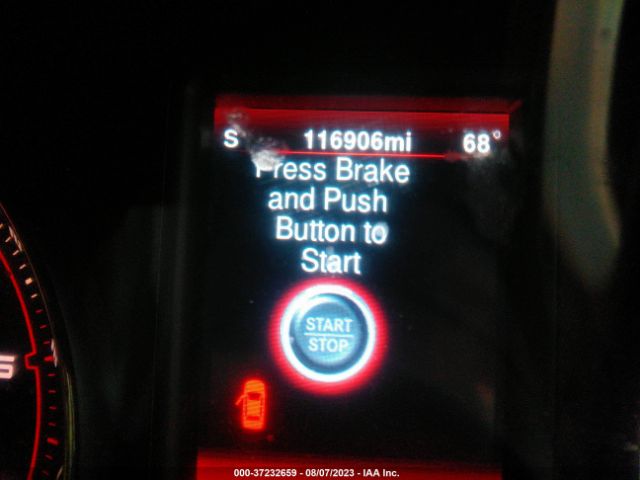 S 116906mi 68°
Press Brake
and Push
Button to
Start
START
STOP
000-37232659 - 08/07/2023 - IAA Inc.